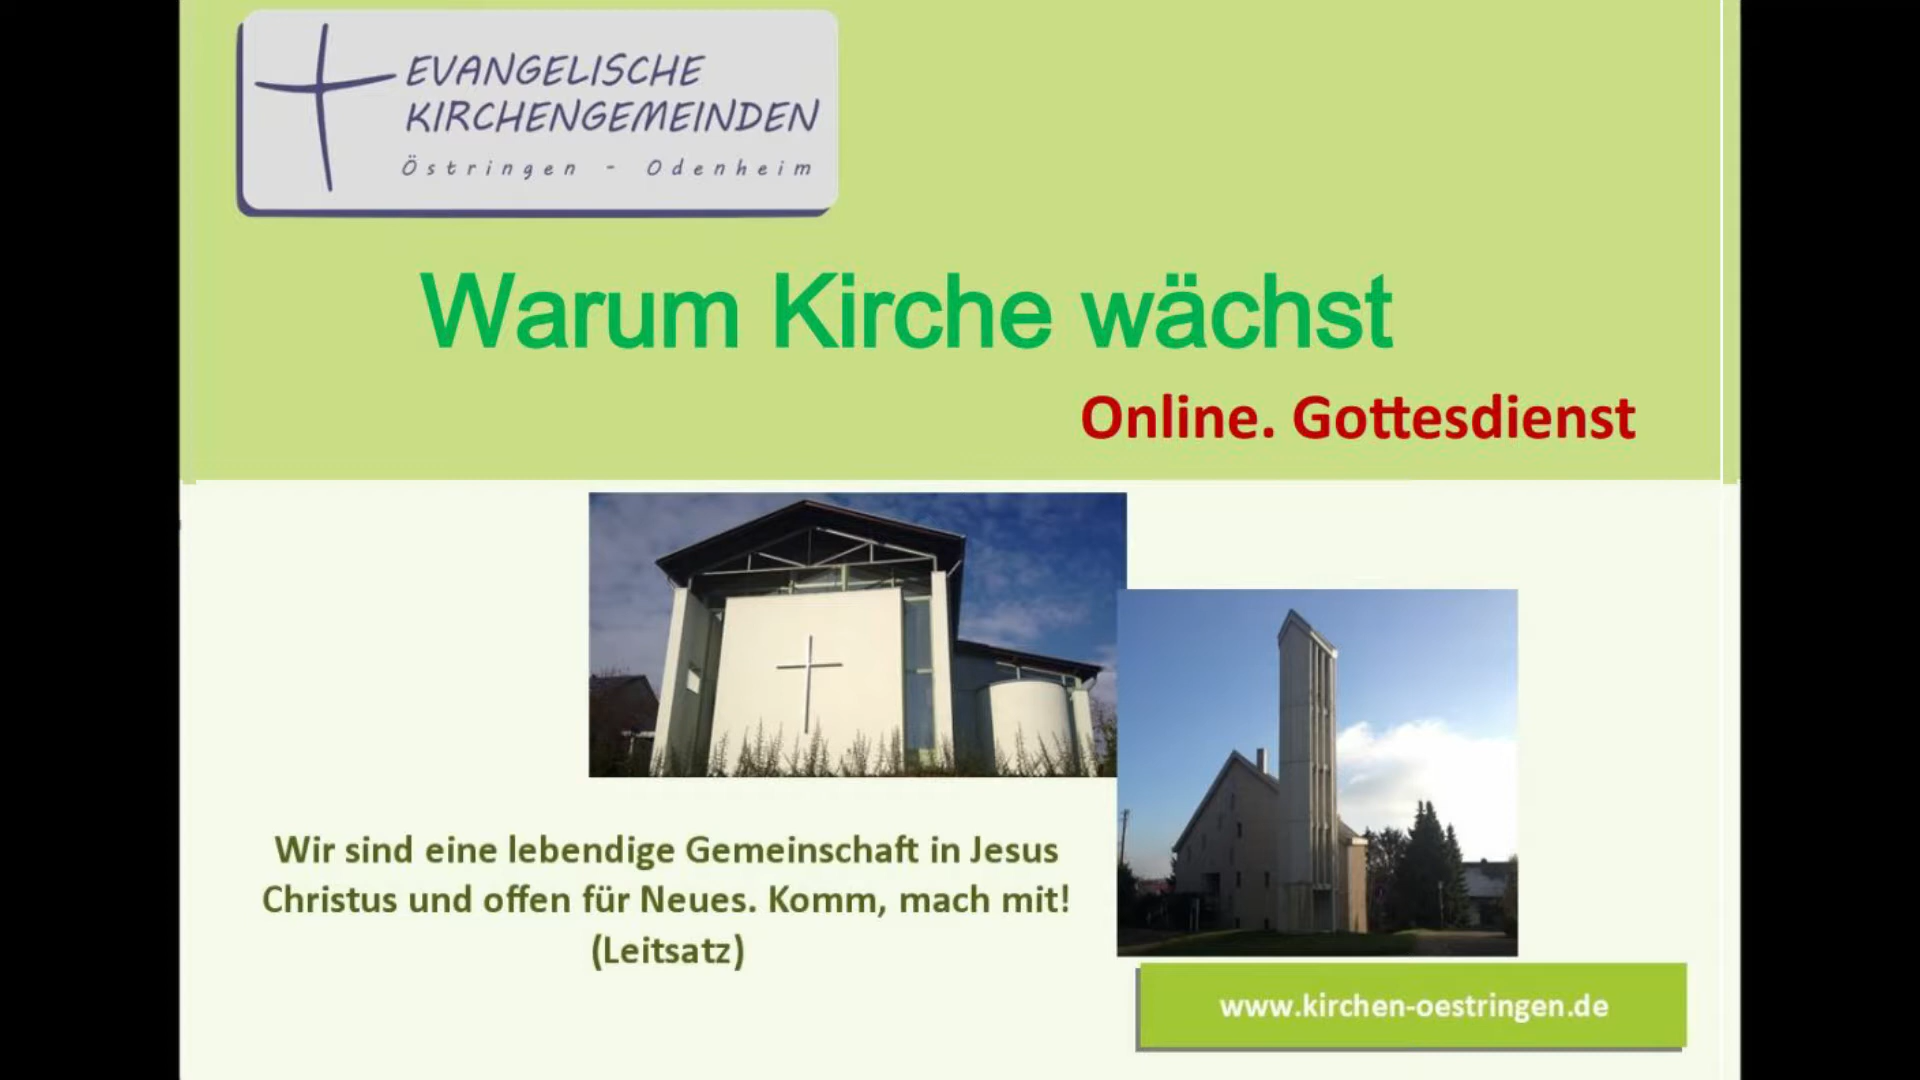 EVANGELISCHE
KIRCHENGEMEINDEN
Östringen - Odenheim
Warum Kirche wächst
Online. Gottesdienst
Wir sind eine lebendige Gemeinschaft in Jesus
Christus und offen für Neues. Komm, mach mit!
(Leitsatz)
www.kirchen-oestringen.de